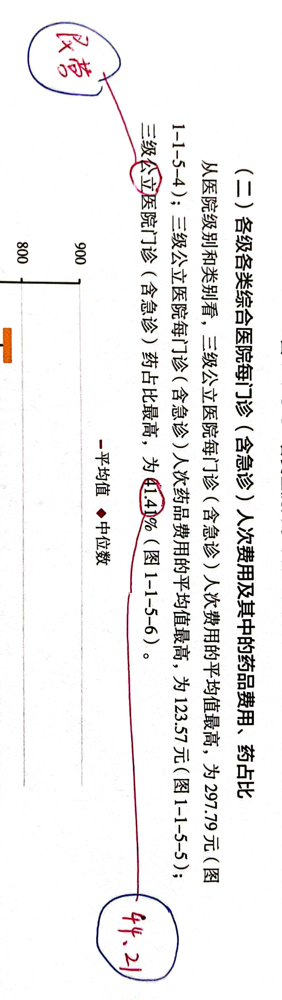 （二）各级各类综合医院每门诊（含急诊）人次费用及其中的药品费用、药占比
从医院级别和类别看，三级公立医院每门诊（含急诊）人次费用的平均值最高，为 297.79 元（图
1-1-5-4）；三级公立医院每门诊（含急诊）人次药品费用的平均值最高，为 123.57 元（图 1-1-5-5）；
三级公立医院门诊（含急诊）药占比最高，为 41.41%（图 1-1-5-6）。
民营
44、21
平均值 中位数
900
800